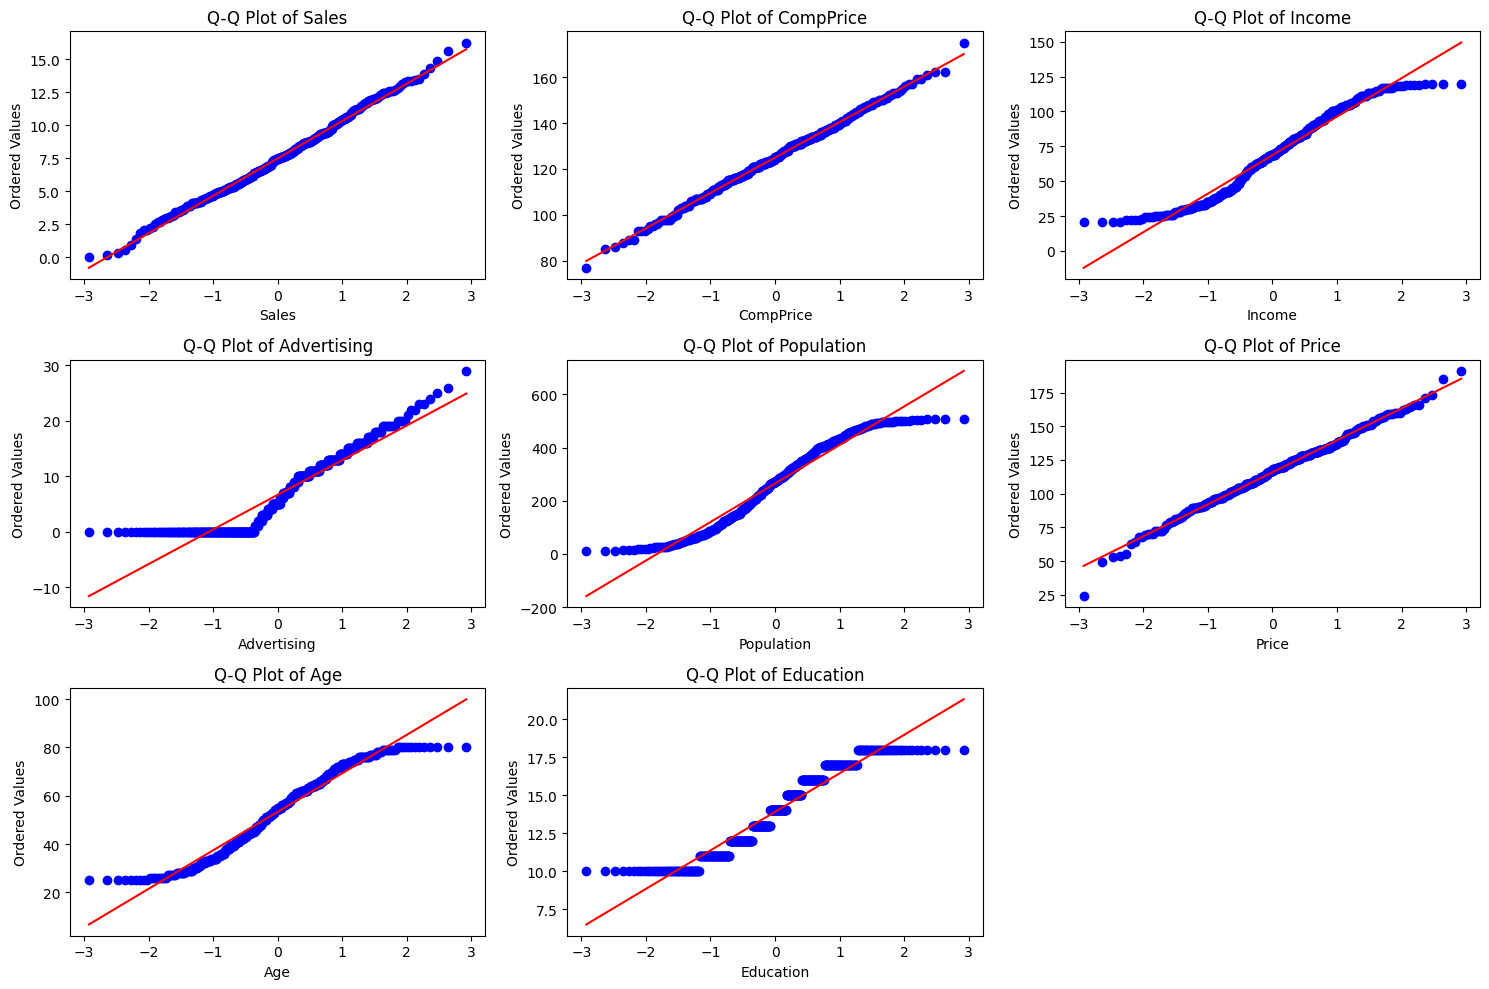 Q-Q Plot of Sales
Ordered Values
15.0
12.5
10.0
7.5
5.0
2.5
0.0
−3 −2 −1 0 1 2 3
Sales
Q-Q Plot of CompPrice
Ordered Values
160
140
120
100
80
−3 −2 −1 0 1 2 3
CompPrice
Q-Q Plot of Income
Ordered Values
150
125
100
75
50
25
0
−3 −2 −1 0 1 2 3
Income
Q-Q Plot of Advertising
Ordered Values
30
20
10
0
−10
−3 −2 −1 0 1 2 3
Advertising
Q-Q Plot of Population
Ordered Values
600
400
200
0
−200
−3 −2 −1 0 1 2 3
Population
Q-Q Plot of Price
Ordered Values
175
150
125
100
75
50
25
−3 −2 −1 0 1 2 3
Price
Q-Q Plot of Age
Ordered Values
100
80
60
40
20
−3 −2 −1 0 1 2 3
Age
Q-Q Plot of Education
Ordered Values
20.0
17.5
15.0
12.5
10.0
7.5
−3 −2 −1 0 1 2 3
Education